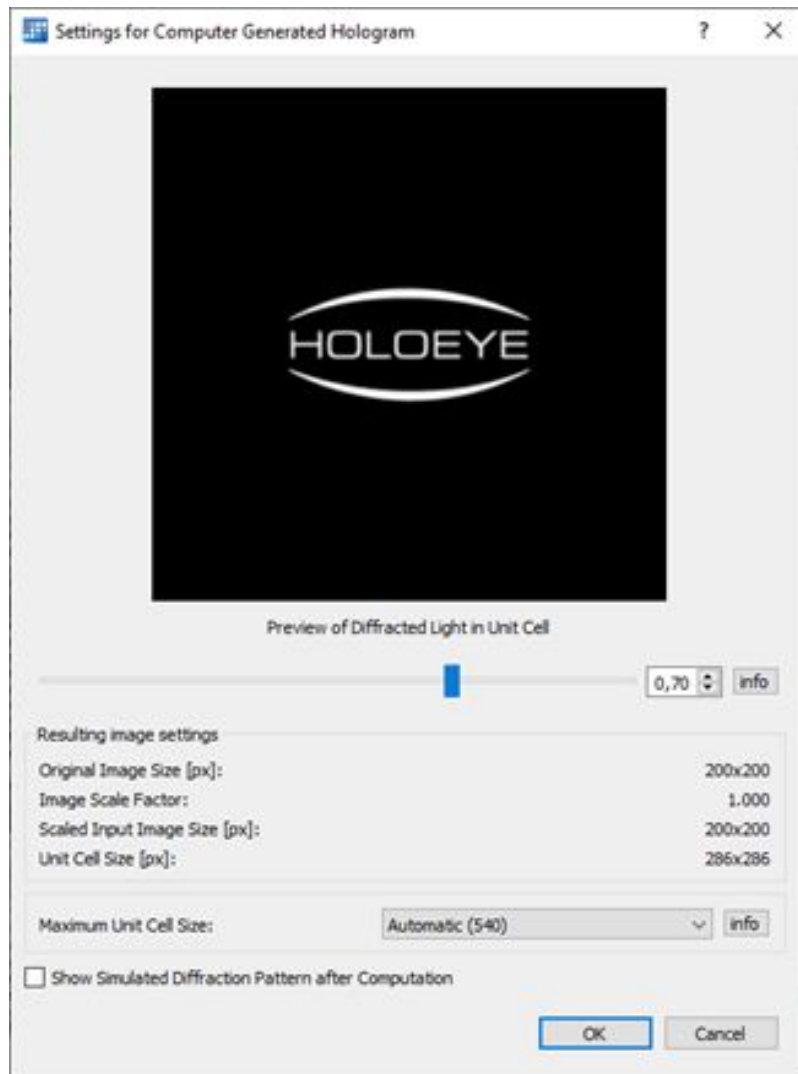 Settings for Computer Generated Hologram ?
HOLOEYE
Preview of Diffracted Light in Unit Cell
0,70 info
Resulting image settings
Original Image Size [px]: 200x200
Image Scale Factor: 1.000
Scaled Input Image Size [px]: 200x200
Unit Cell Size [px]: 286x286
Maximum Unit Cell Size: Automatic (540) info
Show Simulated Diffraction Pattern after Computation
OK Cancel